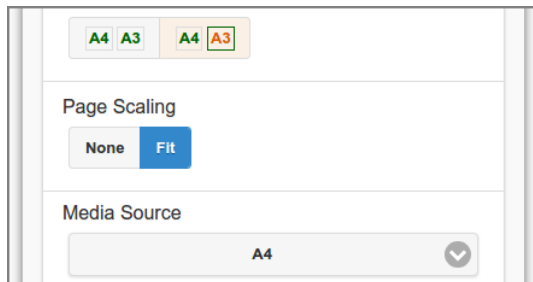 A4 A3 A4 A3
Page Scaling
None Fit
Media Source
A4